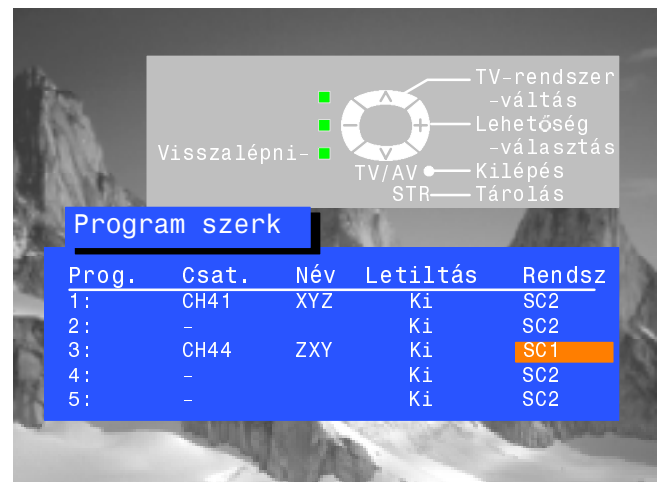 TV-rendszer
-váltás
Lehetőség
-választás
Visszalépni-
TV/AV Kilépés
STR Tárolás
Program szerk
Prog. Csat. Név Letiltás Rendsz
1: CH41 XYZ Ki SC2
2: - Ki SC2
3: CH44 ZXY Ki SC1
4: - Ki SC2
5: - Ki SC2